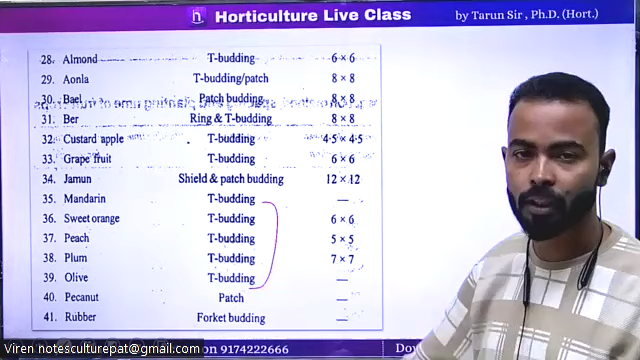 h Horticulture Live Class by Tarun Sir , Ph.D. (Hort.)
28. Almond T-budding 6 × 6
29. Aonla T-budding/patch 8 × 8
30. Bael Patch budding 8 × 8
31. Ber Ring & T-budding 8 × 8
32. Custard apple T-budding 4·5 × 4·5
33. Grape fruit T-budding 6 × 6
34. Jamun Shield & patch budding 12 × 12
35. Mandarin T-budding —
36. Sweet orange T-budding 6 × 6
37. Peach T-budding 5 × 5
38. Plum T-budding 7 × 7
39. Olive T-budding —
40. Pecanut Patch —
41. Rubber Forket budding —
Viren notesculturepat@gmail.com on 9174222666